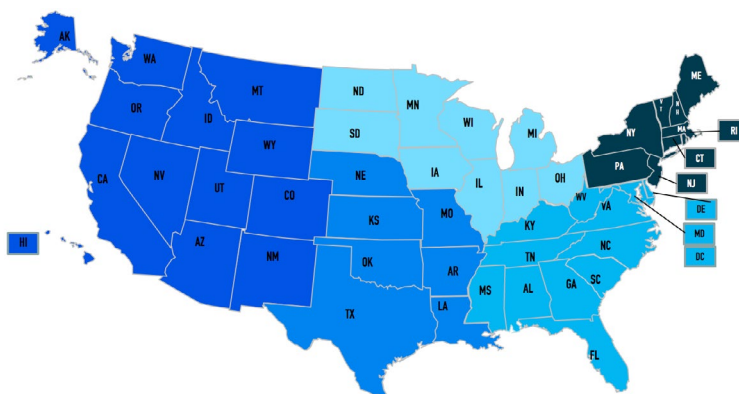 AK
WA
MT
ND
MN
ME
V
T
N
H
OR
ID
WI
MI
NY
MA
RI
SD
WY
CT
PA
CA
NV
UT
CO
NE
IA
IL
IN
OH
NJ
WV
VA
DE
KS
MO
KY
MD
HI
AZ
NM
OK
AR
TN
NC
DC
MS
AL
GA
SC
TX
LA
FL